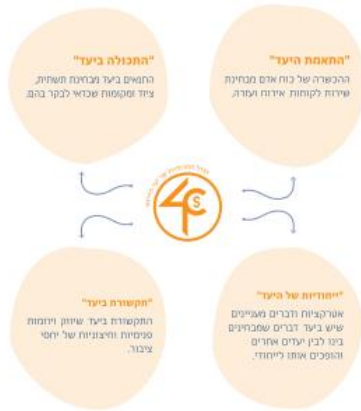 "התאמת היעד"
ההכשרה של כוח אדם מבחינת
שירות לקוחות אירוח ועזרה.
"התכולה ביעד"
התנאים ביעד מבחינת תשתית,
ציוד ומקומות שכדאי לבקר בהם.
4Cs
"ייחודיות של היעד"
אטרקציות ודברים מעניינים
שיש ביעד דברים שמבחינים
בינו לבין יעדים אחרים
והופכים אותו לייחודי.
"תקשורת ביעד"
התקשורת ביעד שיווק ויוזמות
פנימיות וחיצוניות של יחסי
ציבור.